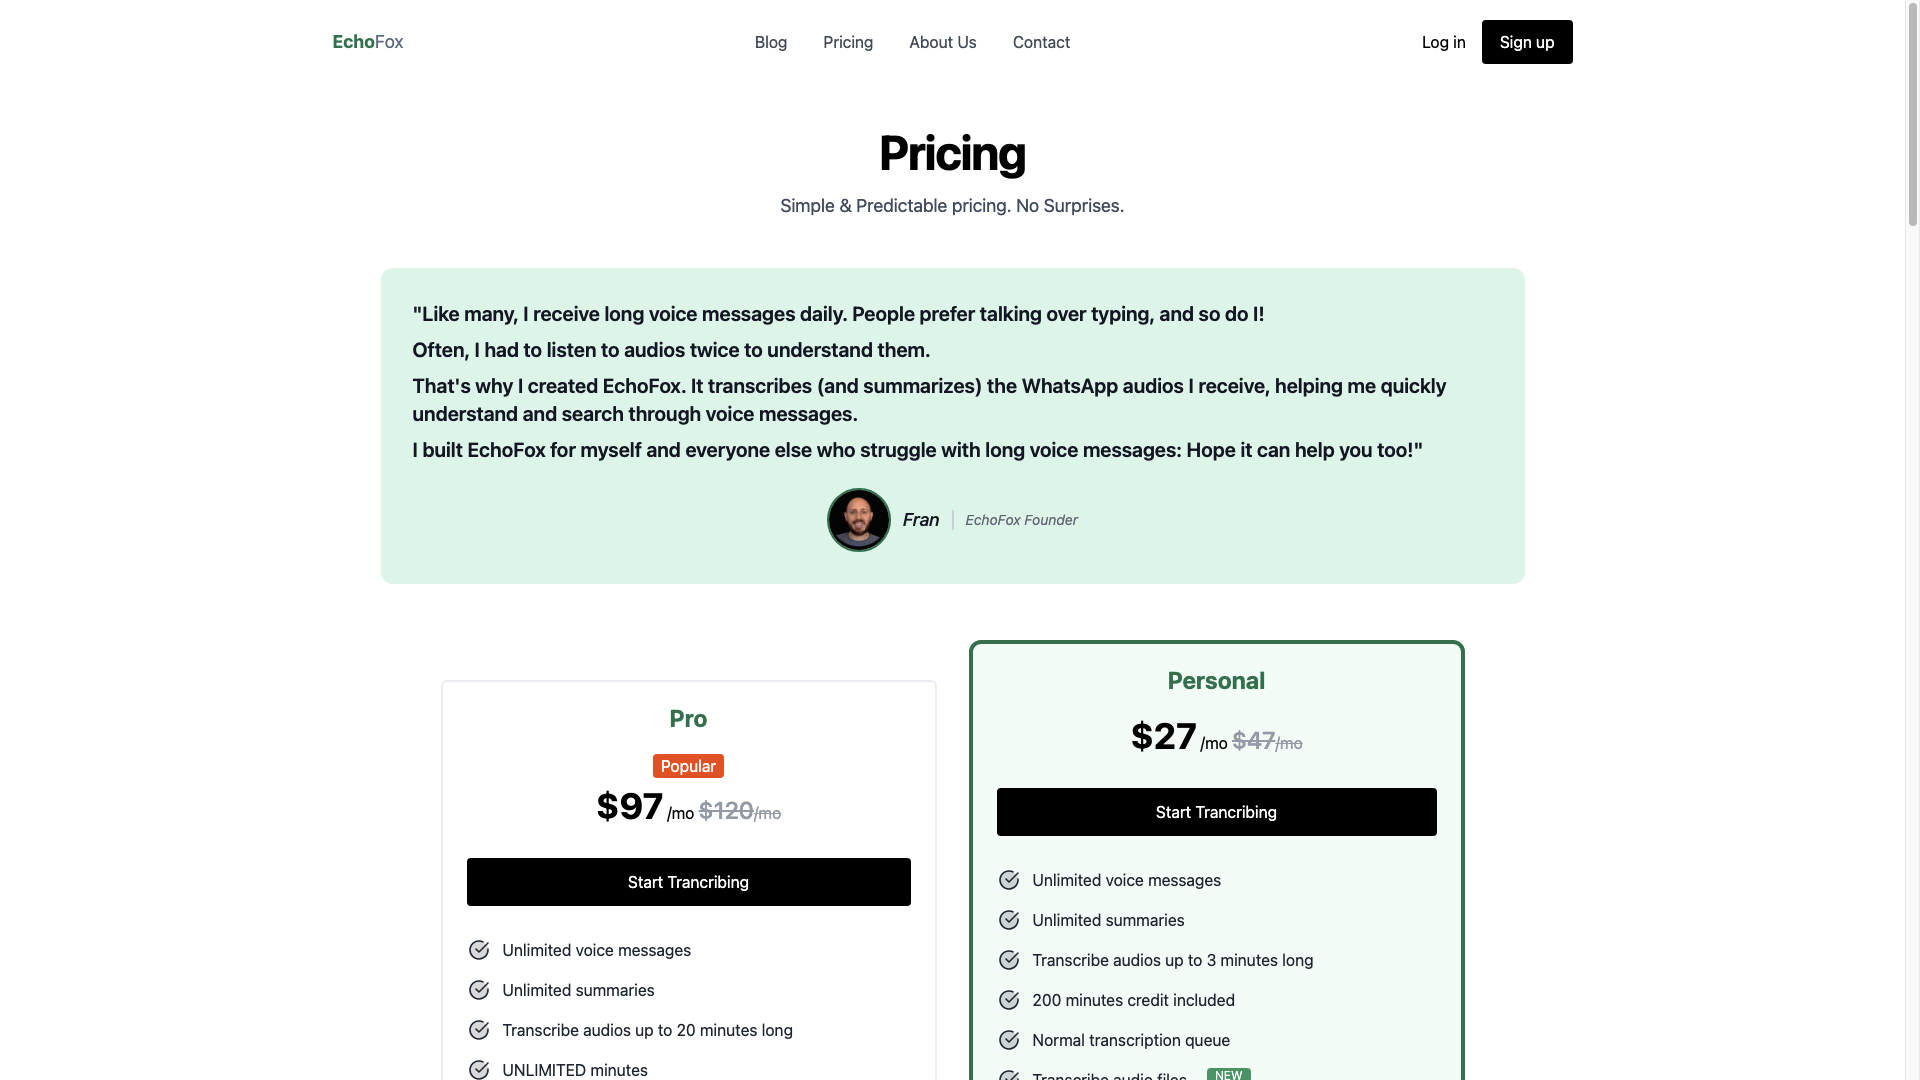 EchoFox
Blog
Pricing
About Us
Contact
Log in
Sign up
Pricing
Simple & Predictable pricing. No Surprises.
"Like many, I receive long voice messages daily. People prefer talking over typing, and so do I!
Often, I had to listen to audios twice to understand them.
That's why I created EchoFox. It transcribes (and summarizes) the WhatsApp audios I receive, helping me quickly
understand and search through voice messages.
I built EchoFox for myself and everyone else who struggle with long voice messages: Hope it can help you too!"
Fran
EchoFox Founder
Pro
Popular
$97 /mo $120/mo
Start Trancribing
Unlimited voice messages
Unlimited summaries
Transcribe audios up to 20 minutes long
UNLIMITED minutes
Personal
$27 /mo $47/mo
Start Trancribing
Unlimited voice messages
Unlimited summaries
Transcribe audios up to 3 minutes long
200 minutes credit included
Normal transcription queue
Transcribe audio files NEW